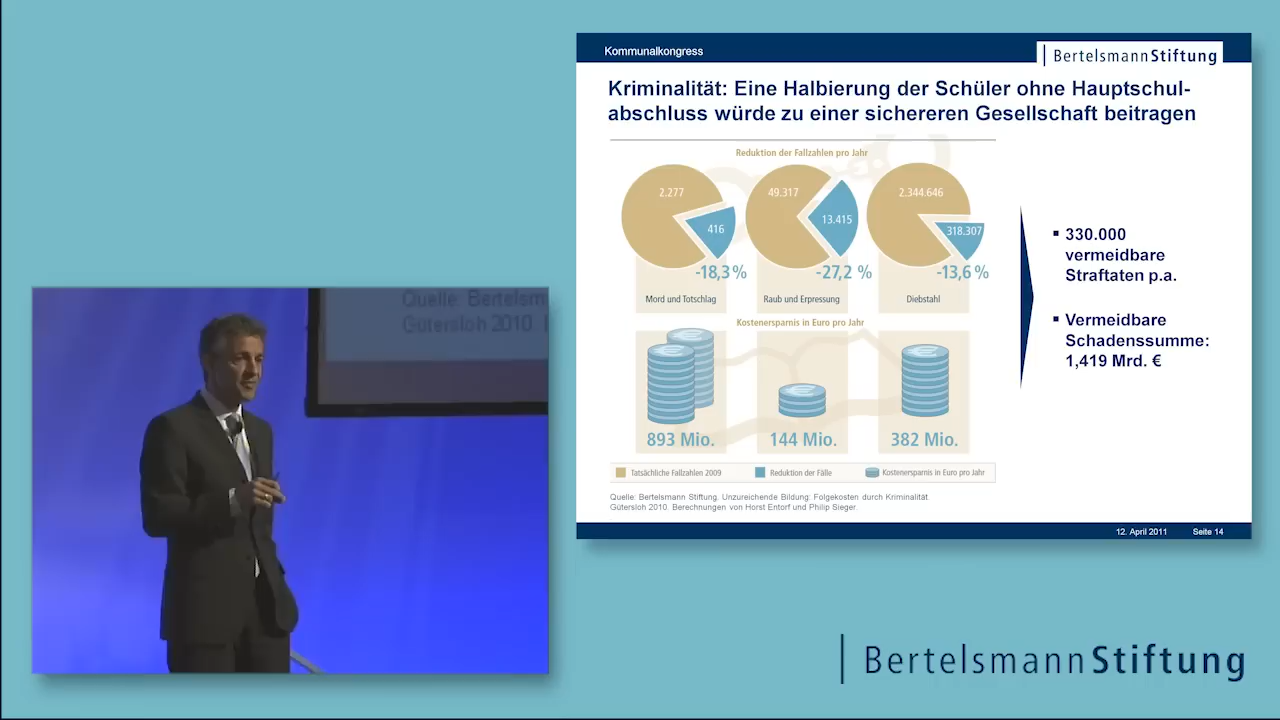 Kommunalkongress
BertelsmannStiftung
Kriminalität: Eine Halbierung der Schüler ohne Hauptschul-
abschluss würde zu einer sichereren Gesellschaft beitragen
Reduktion der Fallzahlen pro Jahr
2.277
416
-18,3 %
49.317
13.415
-27,2 %
2.344.646
318.307
-13,6 %
Mord und Totschlag
Raub und Erpressung
Diebstahl
Kostenersparnis in Euro pro Jahr
893 Mio.
144 Mio.
382 Mio.
Tatsächliche Fallzahlen 2009
Reduktion der Fälle
Kostenersparnis in Euro pro Jahr
Quelle: Bertelsmann Stiftung. Unzureichende Bildung: Folgekosten durch Kriminalität.
Gütersloh 2010. Berechnungen von Horst Entorf und Philip Sieger.
▪ 330.000
vermeidbare
Straftaten p.a.
▪ Vermeidbare
Schadenssumme:
1,419 Mrd. €
12. April 2011
Seite 14
Quelle: Bertelsm
Gütersloh 2010.
BertelsmannStiftung